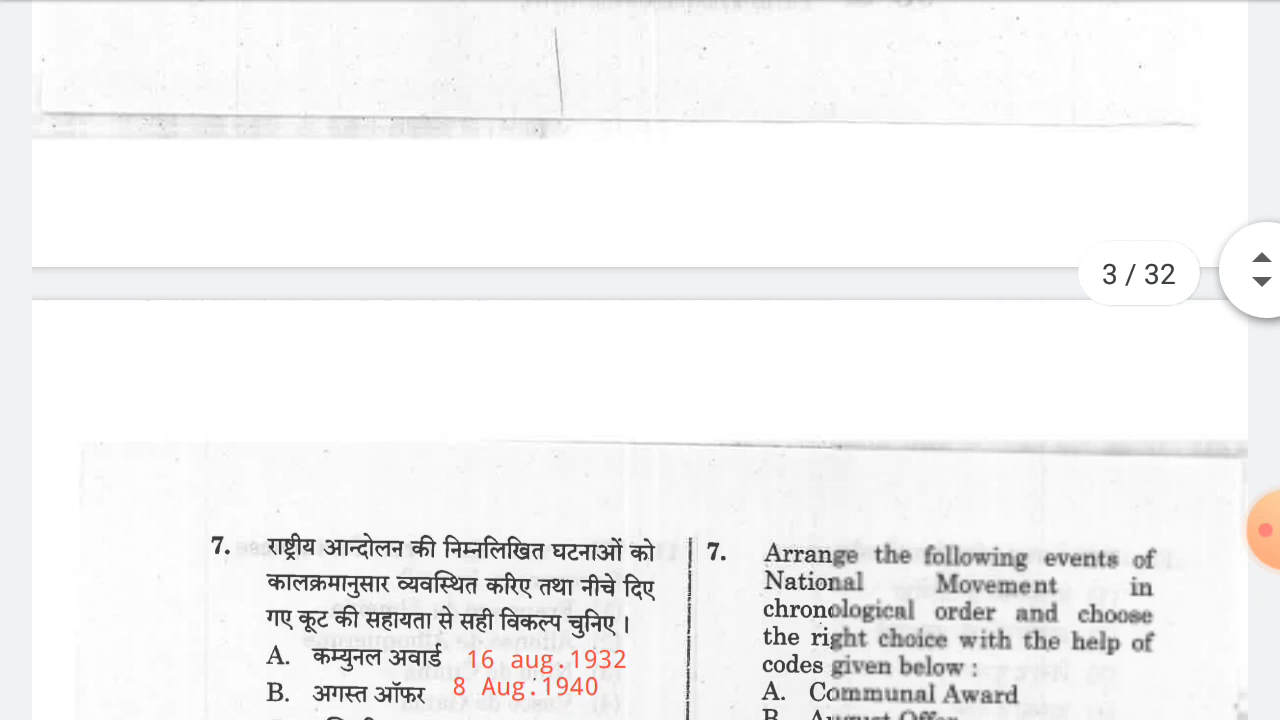 3 / 32
7. राष्ट्रीय आन्दोलन की निम्नलिखित घटनाओं को
कालक्रमानुसार व्यवस्थित करिए तथा नीचे दिए
गए कूट की सहायता से सही विकल्प चुनिए ।
A. कम्युनल अवार्ड 16 aug.1932
B. अगस्त ऑफर 8 Aug.1940
7. Arrange the following events of
National Movement in
chronological order and choose
the right choice with the help of
codes given below :
A. Communal Award
B. August Offer